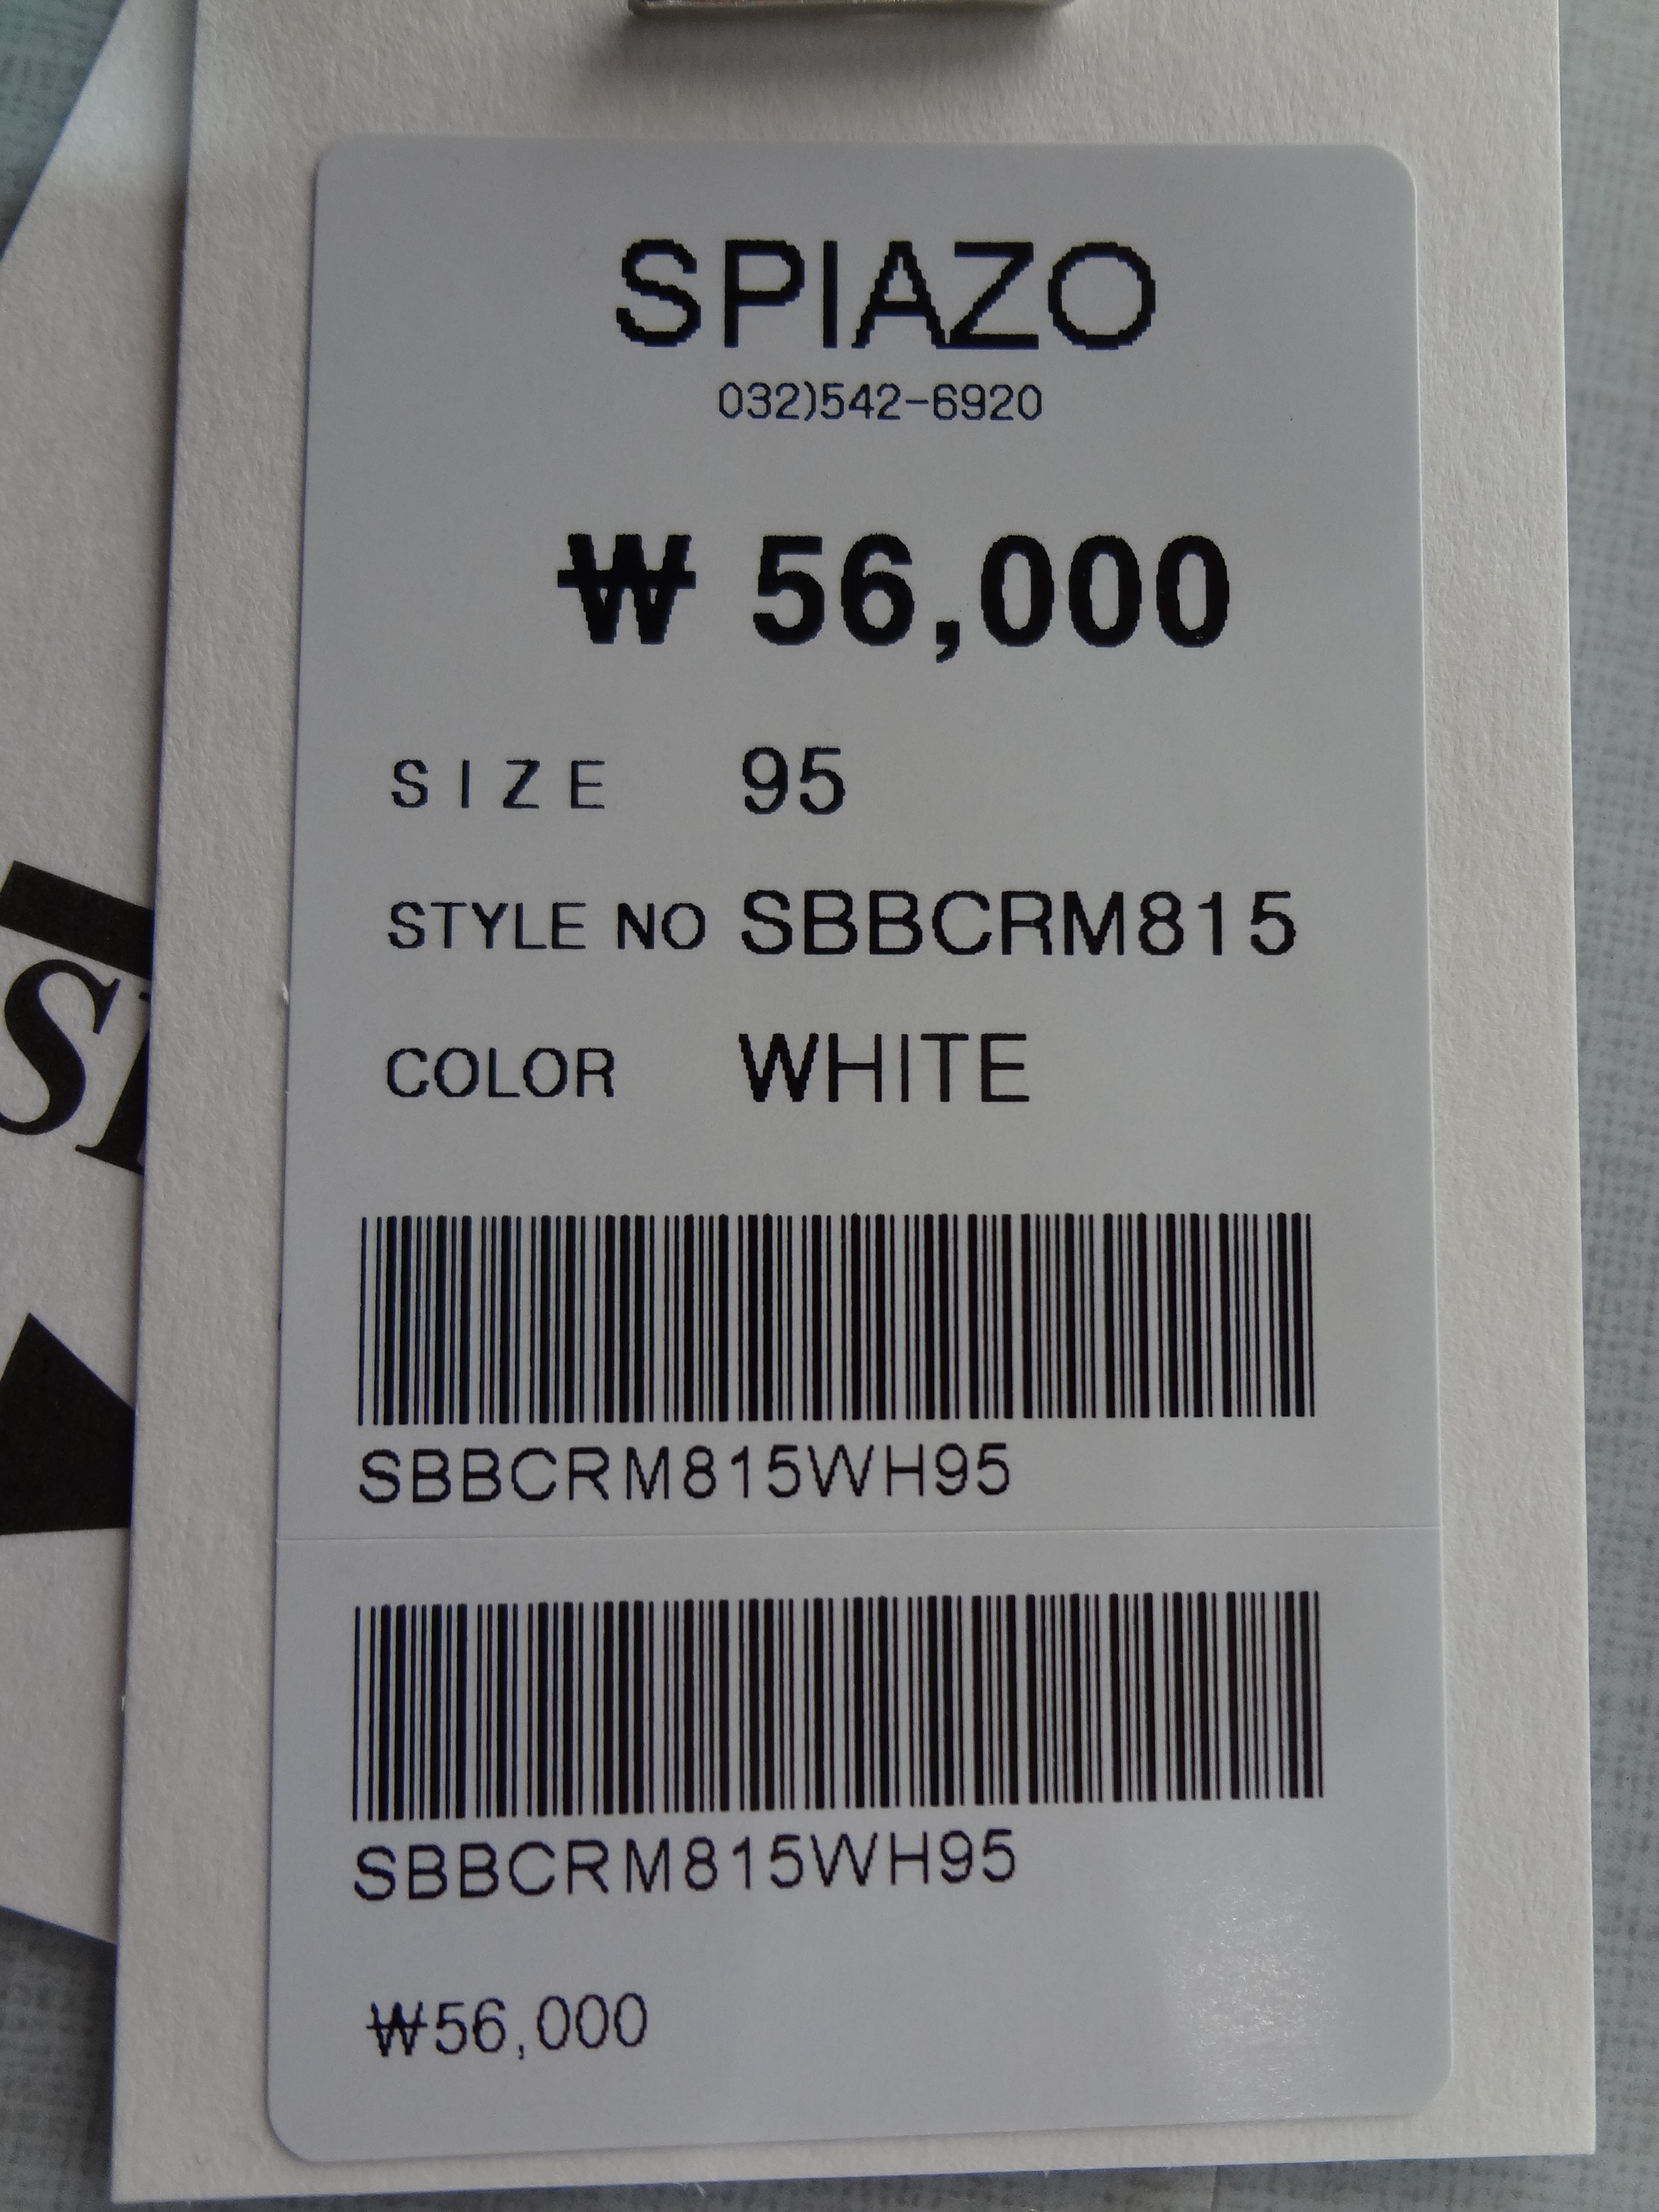 SPIAZO
032)542-6920
₩ 56,000
SIZE 95
STYLE NO SBBCRM815
COLOR WHITE
SBBCRM815WH95
SBBCRM815WH95
₩56,000